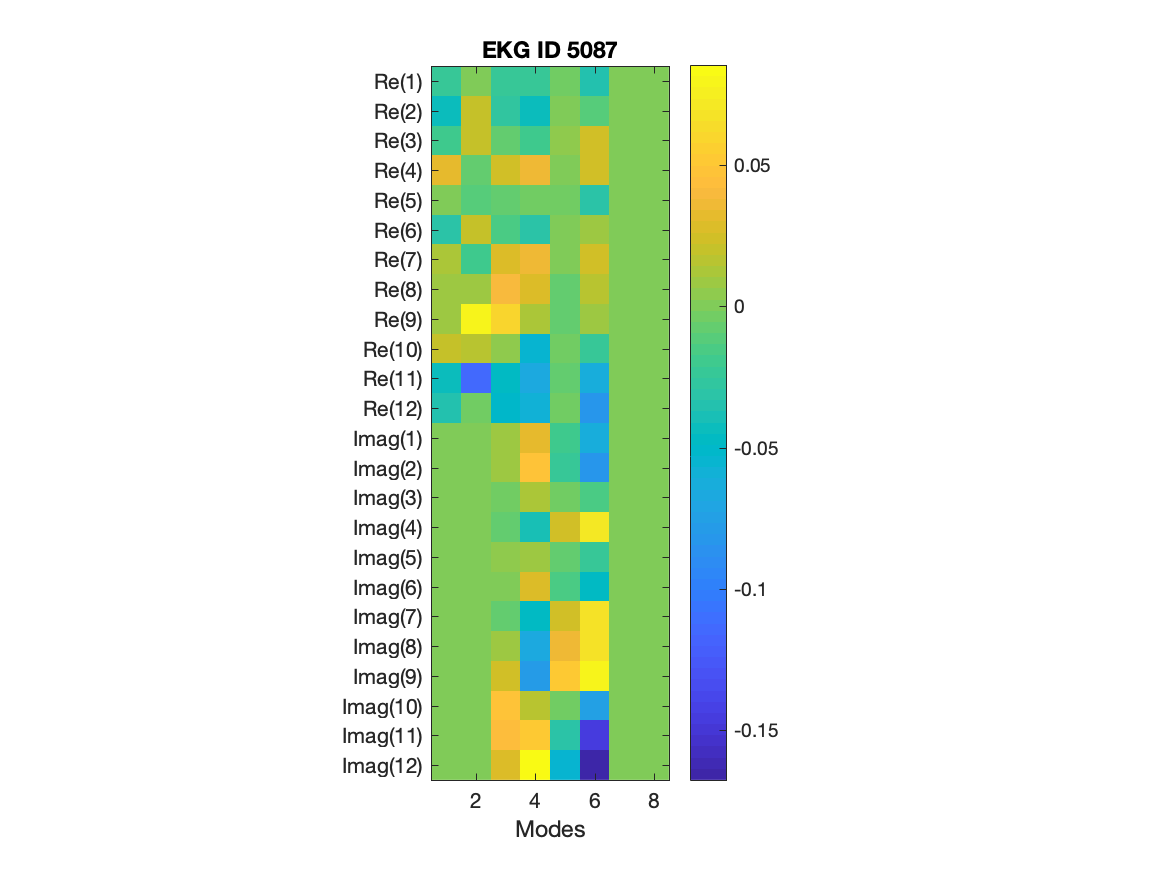 EKG ID 5087
Re(1)
Re(2)
Re(3)
Re(4)
Re(5)
Re(6)
Re(7)
Re(8)
Re(9)
Re(10)
Re(11)
Re(12)
Imag(1)
Imag(2)
Imag(3)
Imag(4)
Imag(5)
Imag(6)
Imag(7)
Imag(8)
Imag(9)
Imag(10)
Imag(11)
Imag(12)
2 4 6 8
Modes
0.05
0
-0.05
-0.1
-0.15